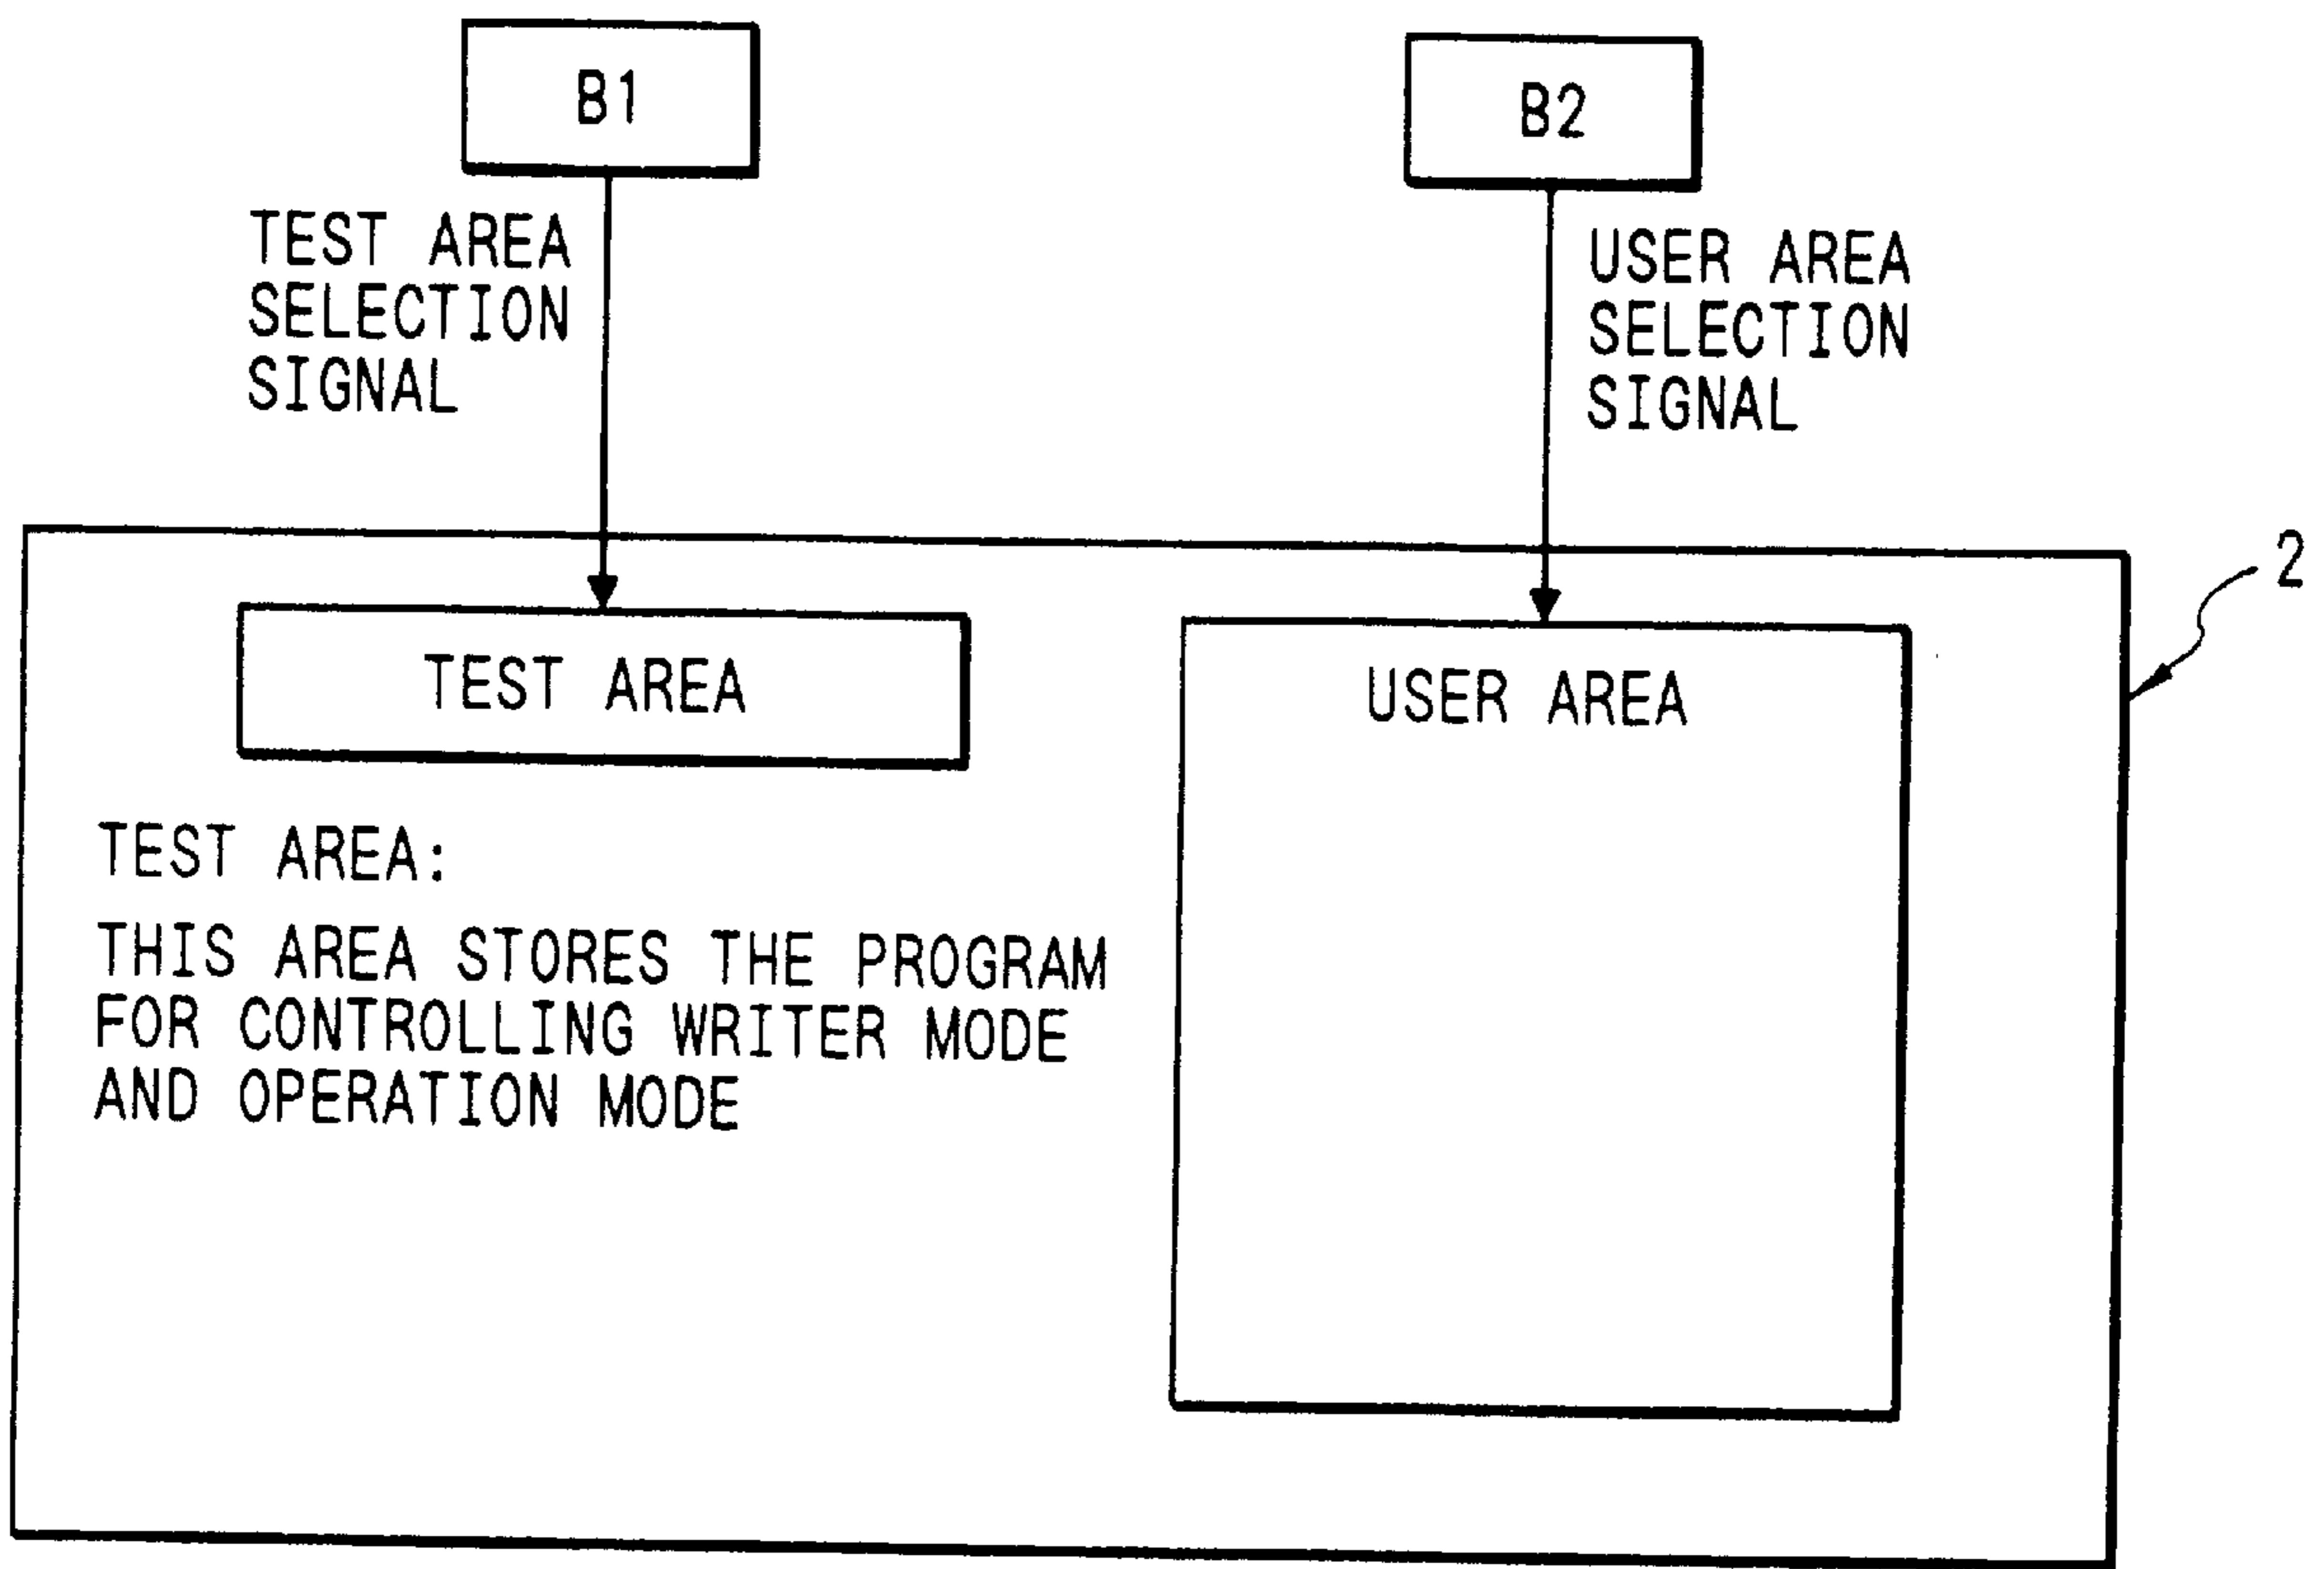 B1
B2
TEST AREA
SELECTION
SIGNAL
USER AREA
SELECTION
SIGNAL
2
TEST AREA
USER AREA
TEST AREA:
THIS AREA STORES THE PROGRAM
FOR CONTROLLING WRITER MODE
AND OPERATION MODE